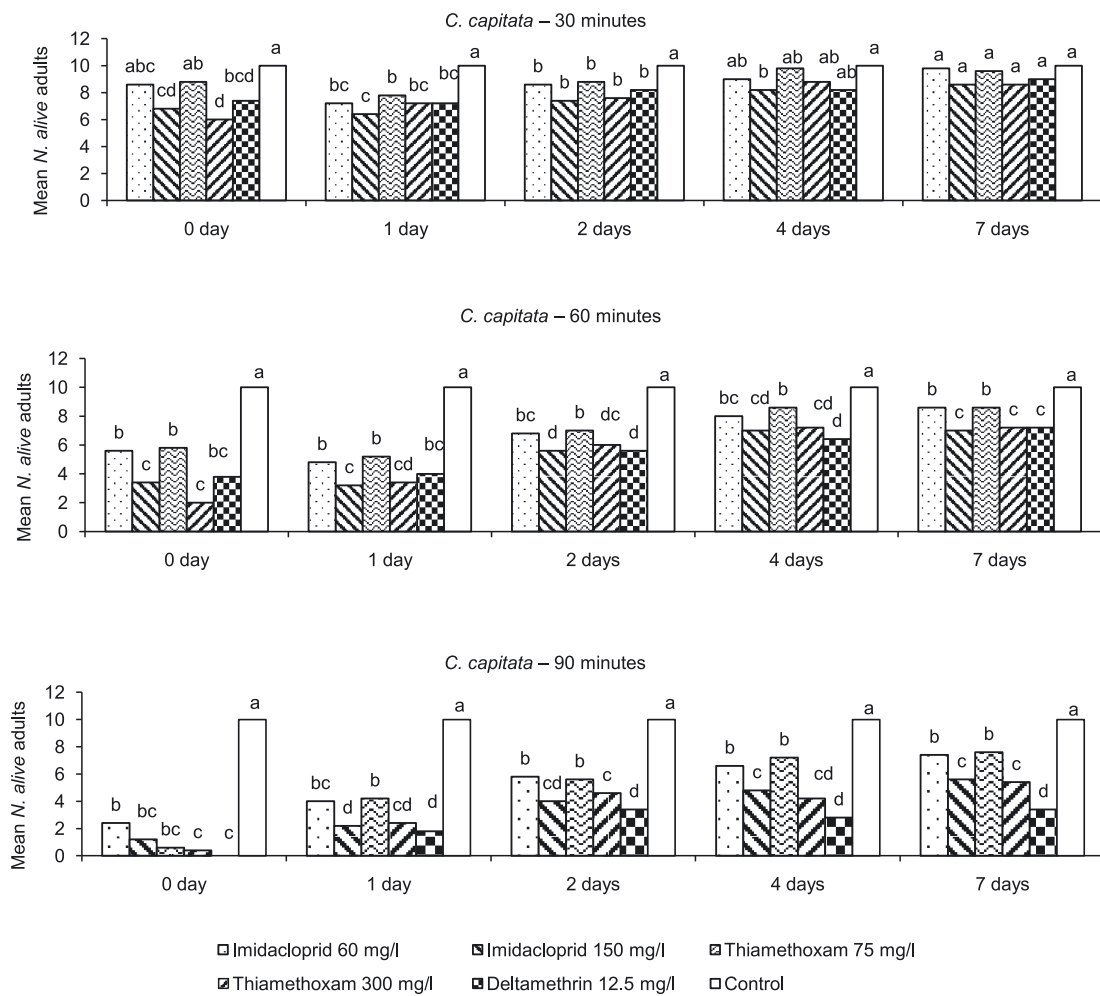 C. capitata – 30 minutes
Mean N. alive adults
12
10
8
6
4
2
0
abc cd ab d bcd a
bc c b bc bc a
b b b b b a
ab b ab ab ab a
a a a a a a
0 day 1 day 2 days 4 days 7 days
C. capitata – 60 minutes
Mean N. alive adults
12
10
8
6
4
2
0
b c b c bc a
b c b cd bc a
bc d b dc d a
bc cd b cd d a
b c b c c a
0 day 1 day 2 days 4 days 7 days
C. capitata – 90 minutes
Mean N. alive adults
12
10
8
6
4
2
0
b bc bc c c a
bc d b cd d a
b cd b c d a
b c b cd d a
b c b c d a
0 day 1 day 2 days 4 days 7 days
Imidacloprid 60 mg/l Imidacloprid 150 mg/l Thiamethoxam 75 mg/l
Thiamethoxam 300 mg/l Deltamethrin 12.5 mg/l Control